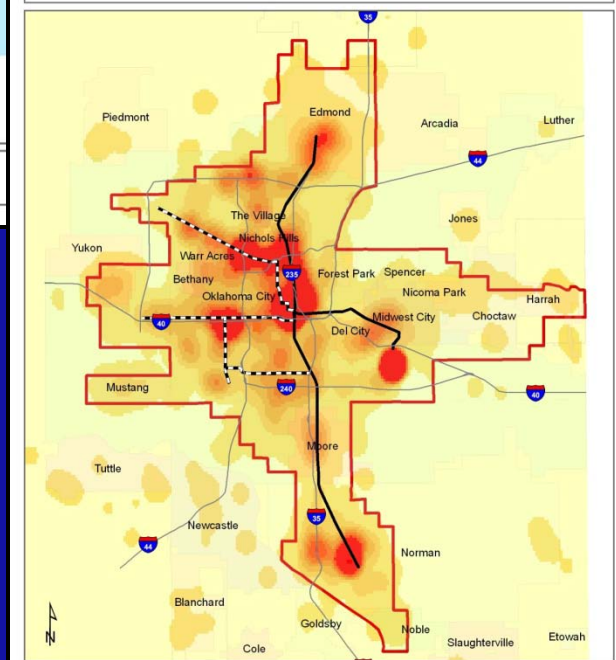 35
Edmond
Piedmont
Arcadia
Luther
44
The Village
Jones
Nichols Hills
Yukon
Warr Acres
235
Forest Park
Spencer
Bethany
Nicoma Park
Oklahoma City
Harrah
Midwest City
Choctaw
40
Del City
Mustang
240
40
Moore
Tuttle
35
Newcastle
44
Norman
Blanchard
N
Goldsby
Noble
Slaughterville
Etowah
Cole